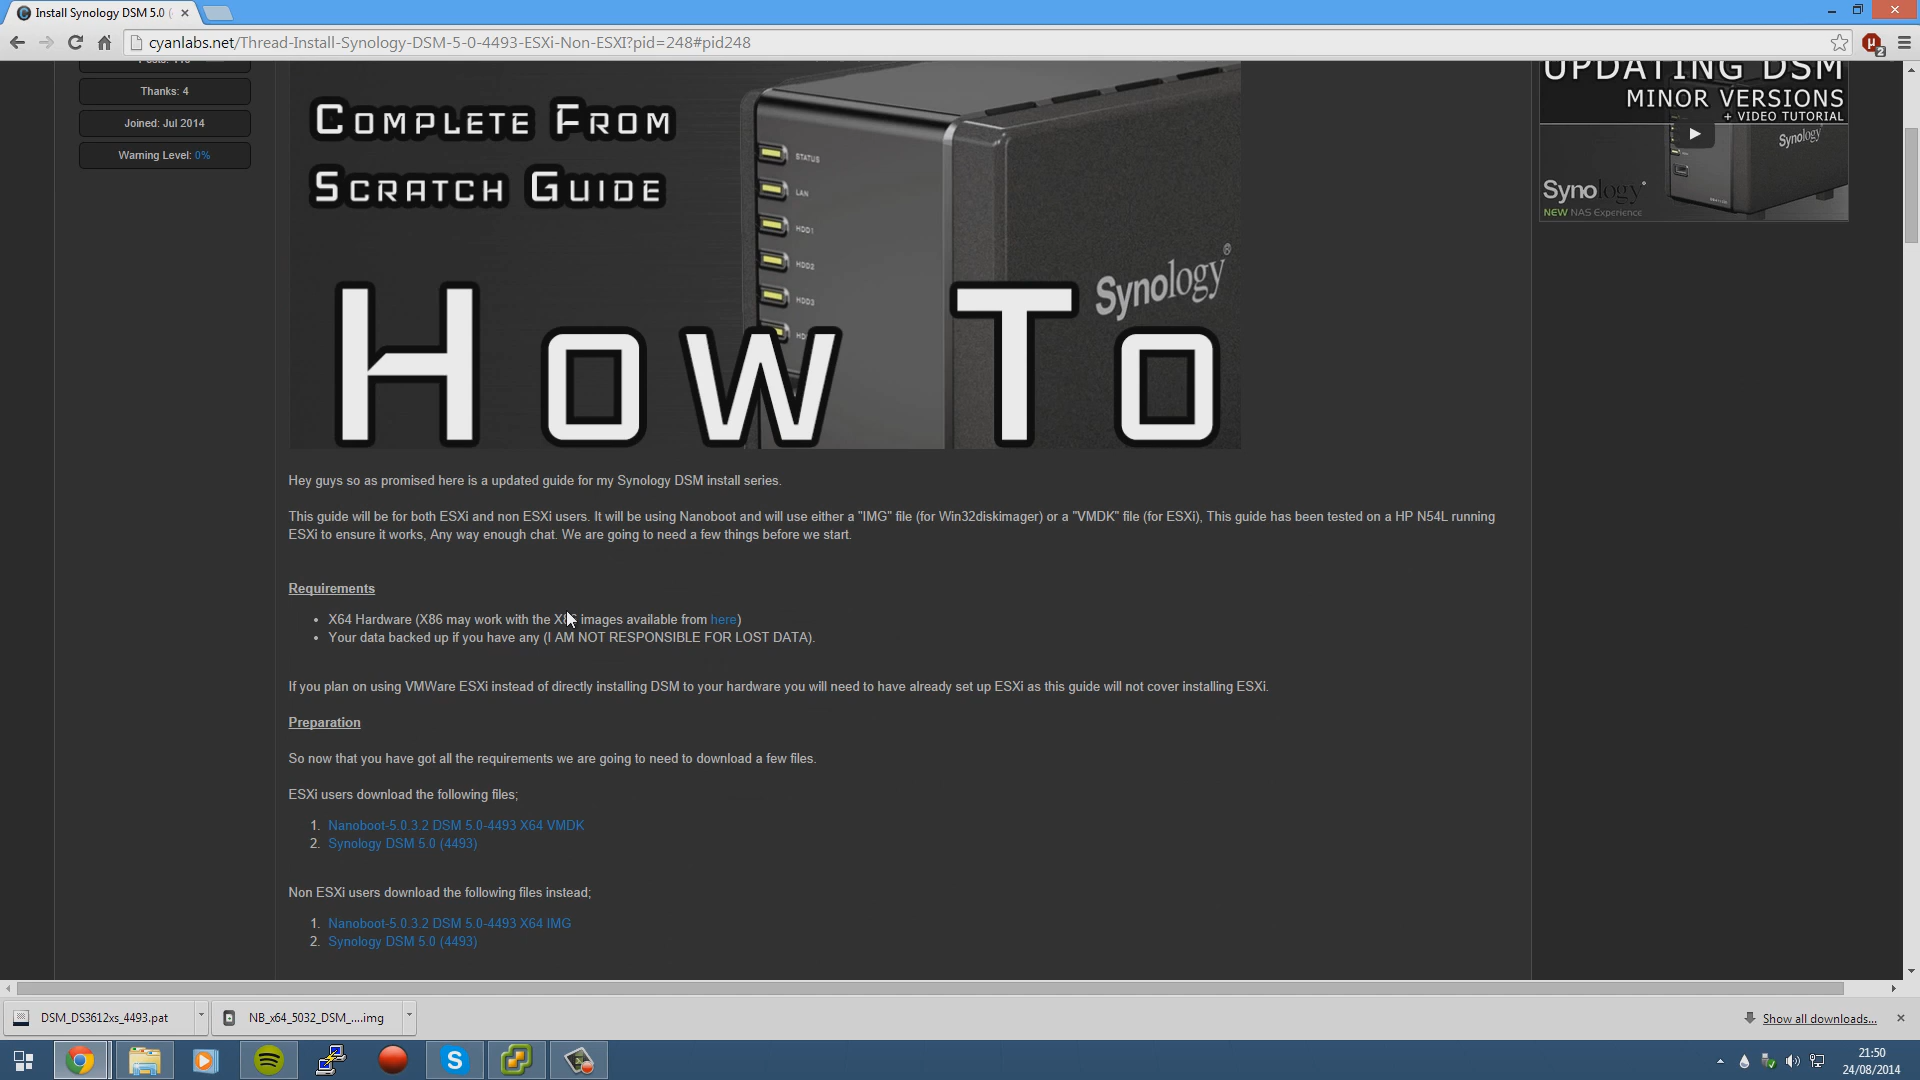 Install Synology DSM 5.0
cyanlabs.net/Thread-Install-Synology-DSM-5-0-4493-ESXi-Non-ESXI?pid=248#pid248
2
Thanks: 4
Joined: Jul 2014
Warning Level: 0%
COMPLETE FROM
SCRATCH GUIDE
STATUS
LAN
HDD1
HDD2
HDD3
Synology®
HOW TO
UPDATING DSM
MINOR VERSIONS
+ VIDEO TUTORIAL
Synology
Synology
NEW NAS Experience
Hey guys so as promised here is a updated guide for my Synology DSM install series.
This guide will be for both ESXi and non ESXi users. It will be using Nanoboot and will use either a "IMG" file (for Win32diskimager) or a "VMDK" file (for ESXi), This guide has been tested on a HP N54L running
ESXi to ensure it works, Any way enough chat. We are going to need a few things before we start.
Requirements
• X64 Hardware (X86 may work with the X86 images available from here)
• Your data backed up if you have any (I AM NOT RESPONSIBLE FOR LOST DATA).
If you plan on using VMWare ESXi instead of directly installing DSM to your hardware you will need to have already set up ESXi as this guide will not cover installing ESXi.
Preparation
So now that you have got all the requirements we are going to need to download a few files.
ESXi users download the following files;
1. Nanoboot-5.0.3.2 DSM 5.0-4493 X64 VMDK
2. Synology DSM 5.0 (4493)
Non ESXi users download the following files instead;
1. Nanoboot-5.0.3.2 DSM 5.0-4493 X64 IMG
2. Synology DSM 5.0 (4493)
DSM_DS3612xs_4493.pat
NB_x64_5032_DSM_....img
Show all downloads...
21:50
24/08/2014